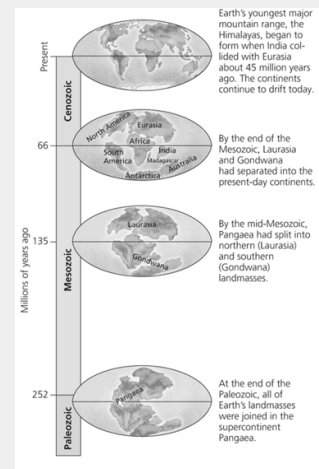 Earth's youngest major
mountain range, the
Himalayas, began to
form when India col-
lided with Eurasia
about 45 million years
ago. The continents
continue to drift today.
Present
Cenozoic
North America
Eurasia
Africa
South
America
India
Madagascar
Australia
Antarctica
66
By the end of the
Mesozoic, Laurasia
and Gondwana
had separated into the
present-day continents.
Millions of years ago
135
Mesozoic
Laurasia
Gondwana
By the mid-Mesozoic,
Pangaea had split into
northern (Laurasia)
and southern
(Gondwana)
landmasses.
252
Paleozoic
Pangaea
At the end of the
Paleozoic, all of
Earth's landmasses
were joined in the
supercontinent
Pangaea.